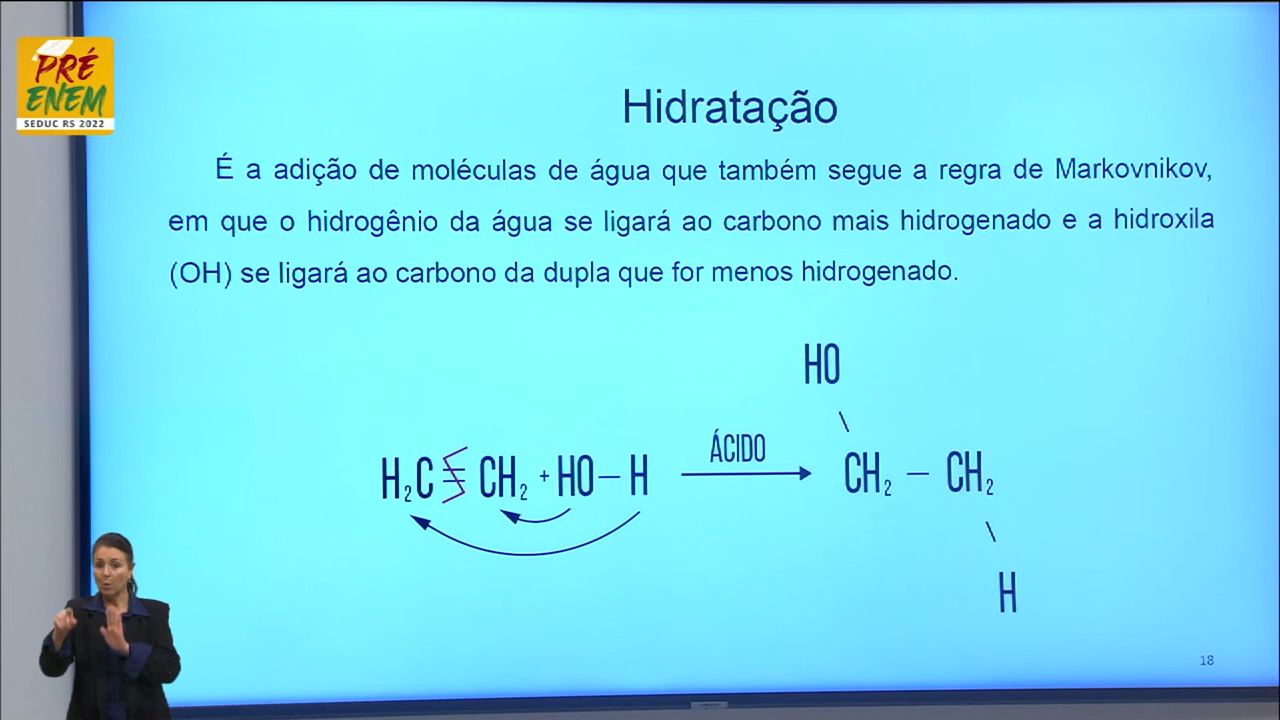 PRÉ
ENEM
SEDUC RS 2022
Hidratação
É a adição de moléculas de água que também segue a regra de Markovnikov,
em que o hidrogênio da água se ligará ao carbono mais hidrogenado e a hidroxila
(OH) se ligará ao carbono da dupla que for menos hidrogenado.
HO
ÁCIDO
H₂C = CH₂ + HO — H CH₂ — CH₂
H
18